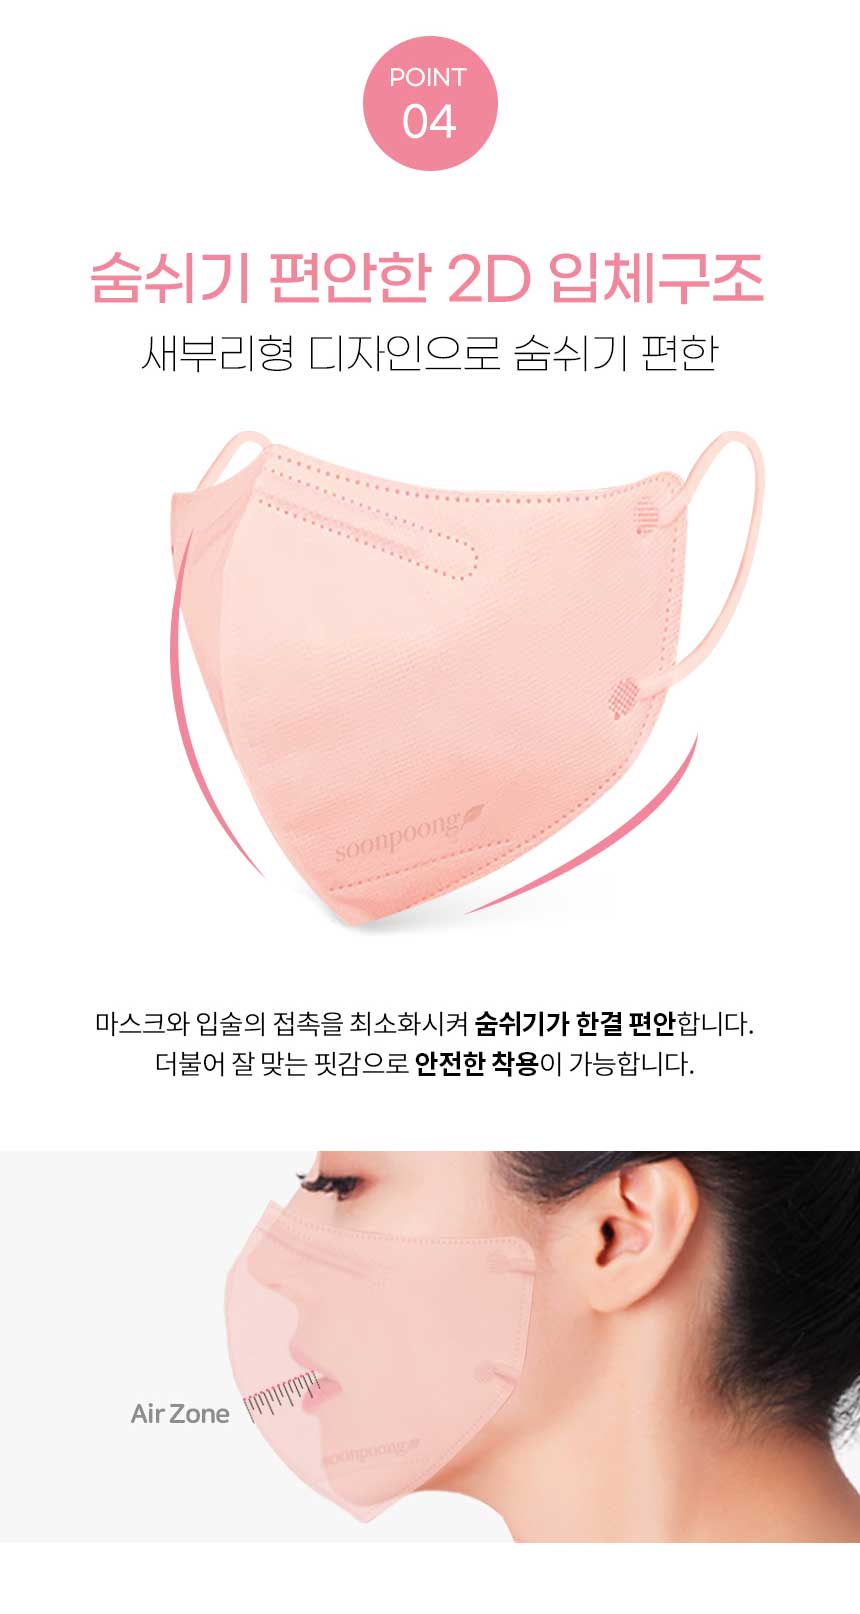 POINT
04
숨쉬기 편안한 2D 입체구조
새부리형 디자인으로 숨쉬기 편한
soonpoong
마스크와 입술의 접촉을 최소화시켜 숨쉬기가 한결 편안합니다.
더불어 잘 맞는 핏감으로 안전한 착용이 가능합니다.
Air Zone
soonpoong